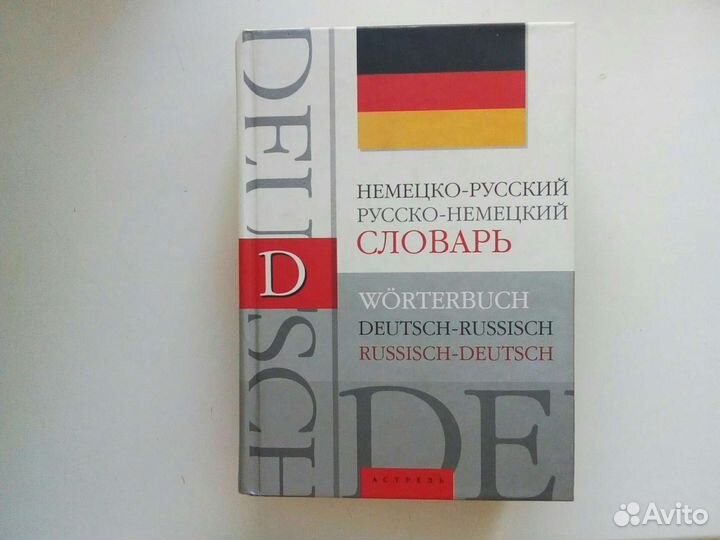 DEUTSCH
НЕМЕЦКО-РУССКИЙ
РУССКО-НЕМЕЦКИЙ
СЛОВАРЬ
D
WÖRTERBUCH
DEUTSCH-RUSSISCH
RUSSISCH-DEUTSCH
DE
АСТРЕЛЬ
Avito